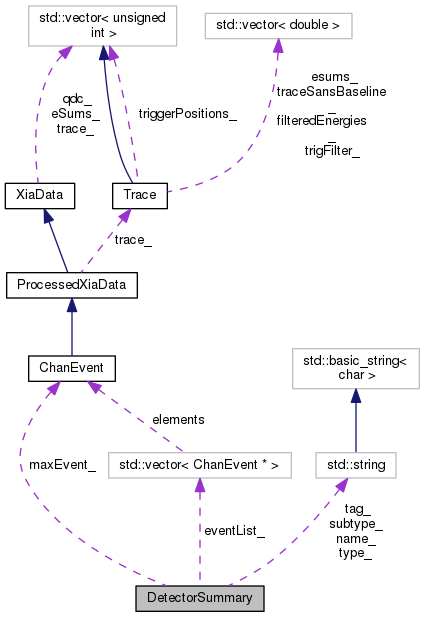 std::vector< unsigned
int >
std::vector< double >
qdc_
eSums_
trace_
triggerPositions_
esums_
traceSansBaseline
_
filteredEnergies
_
trigFilter_
XiaData
Trace
trace_
ProcessedXiaData
ChanEvent
std::basic_string<
char >
elements
maxEvent_
std::vector< ChanEvent * >
std::string
eventList_
tag_
subtype_
name_
type_
DetectorSummary